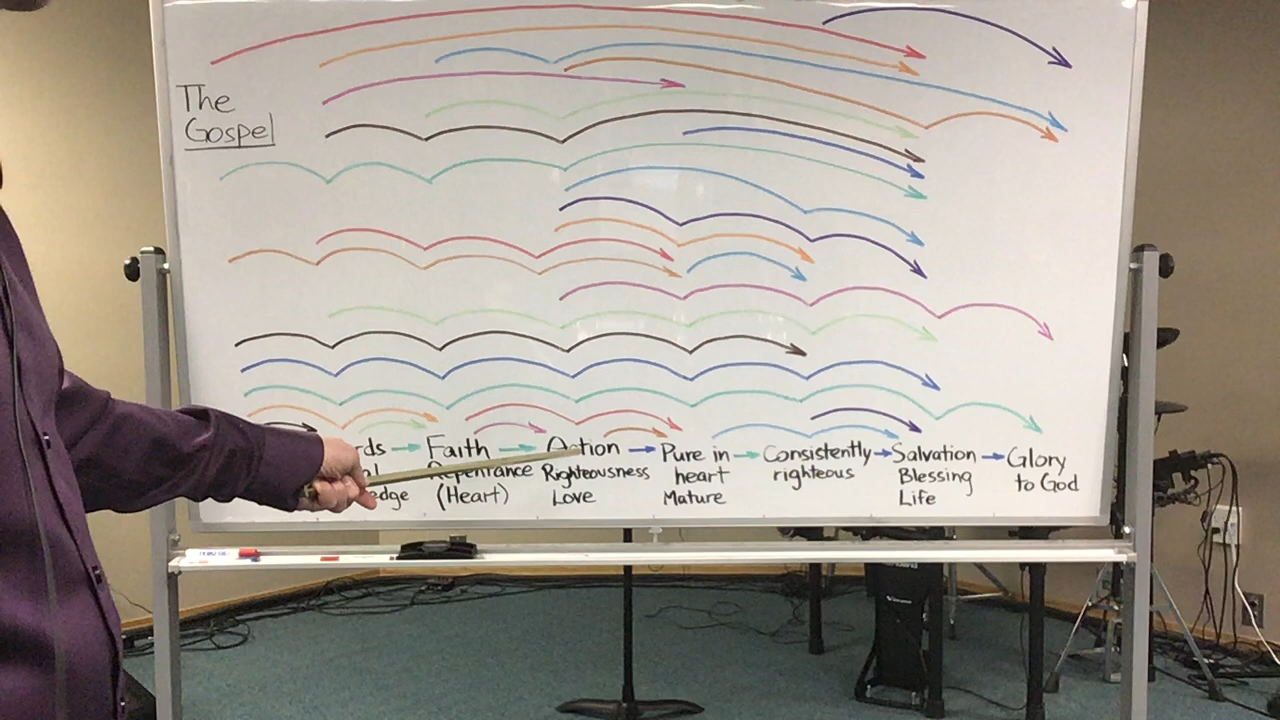 The
Gospel
Faith Action Pure in Consistently Salvation Glory
Repentance Righteousness heart righteous Blessing to God
(Heart) Love Mature Life